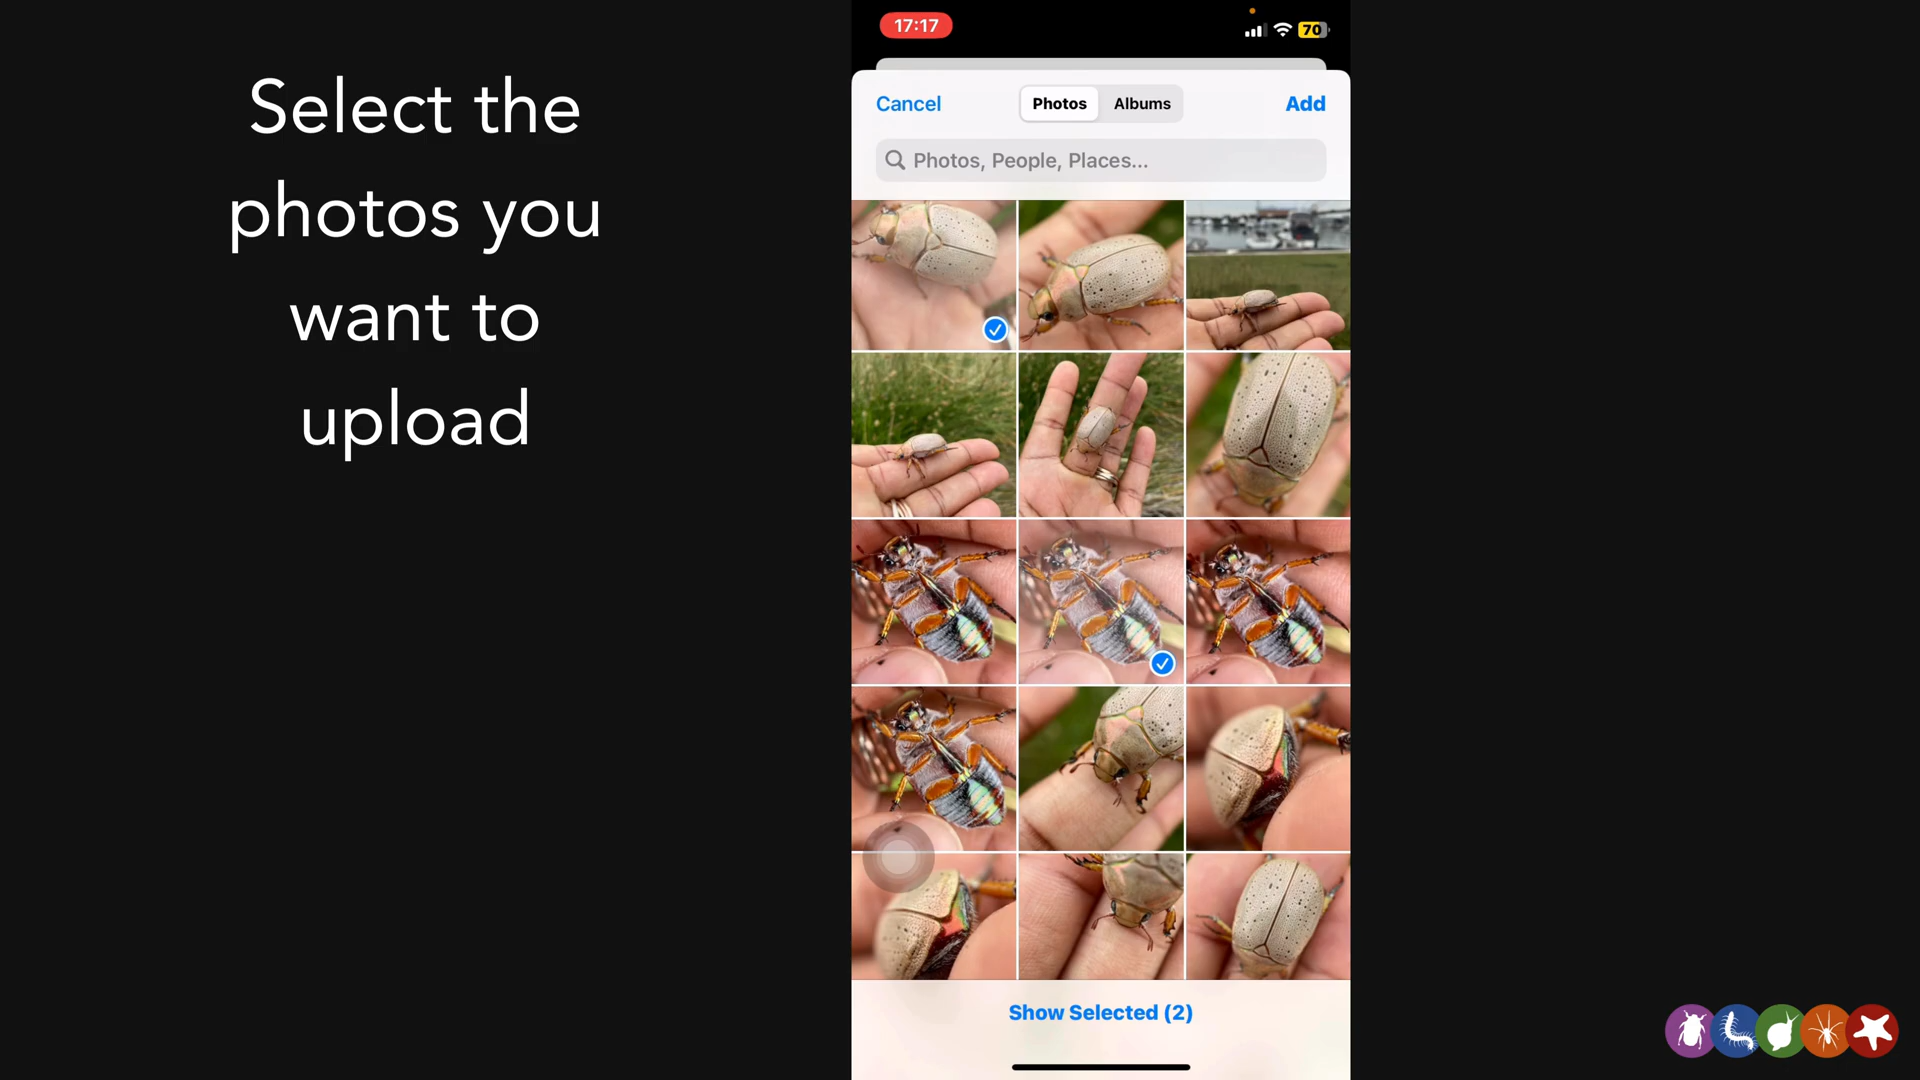 Select the
photos you
want to
upload
17:17
70
Cancel
Photos
Albums
Add
Photos, People, Places...
Show Selected (2)